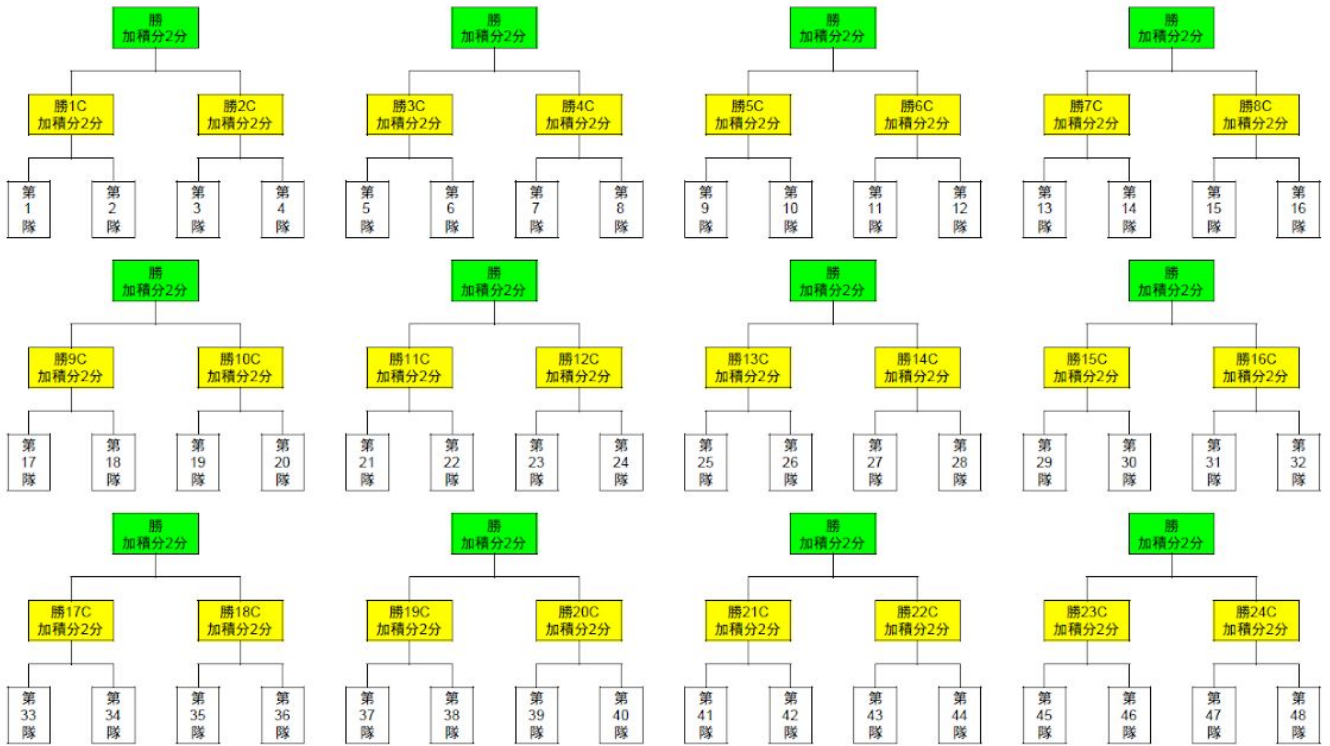 勝
加積分2分
勝
加積分2分
勝
加積分2分
勝
加積分2分
勝1C
加積分2分
勝2C
加積分2分
勝3C
加積分2分
勝4C
加積分2分
勝5C
加積分2分
勝6C
加積分2分
勝7C
加積分2分
勝8C
加積分2分
第
1
隊
第
2
隊
第
3
隊
第
4
隊
第
5
隊
第
6
隊
第
7
隊
第
8
隊
第
9
隊
第
10
隊
第
11
隊
第
12
隊
第
13
隊
第
14
隊
第
15
隊
第
16
隊
勝
加積分2分
勝
加積分2分
勝
加積分2分
勝
加積分2分
勝9C
加積分2分
勝10C
加積分2分
勝11C
加積分2分
勝12C
加積分2分
勝13C
加積分2分
勝14C
加積分2分
勝15C
加積分2分
勝16C
加積分2分
第
17
隊
第
18
隊
第
19
隊
第
20
隊
第
21
隊
第
22
隊
第
23
隊
第
24
隊
第
25
隊
第
26
隊
第
27
隊
第
28
隊
第
29
隊
第
30
隊
第
31
隊
第
32
隊
勝
加積分2分
勝
加積分2分
勝
加積分2分
勝
加積分2分
勝17C
加積分2分
勝18C
加積分2分
勝19C
加積分2分
勝20C
加積分2分
勝21C
加積分2分
勝22C
加積分2分
勝23C
加積分2分
勝24C
加積分2分
第
33
隊
第
34
隊
第
35
隊
第
36
隊
第
37
隊
第
38
隊
第
39
隊
第
40
隊
第
41
隊
第
42
隊
第
43
隊
第
44
隊
第
45
隊
第
46
隊
第
47
隊
第
48
隊